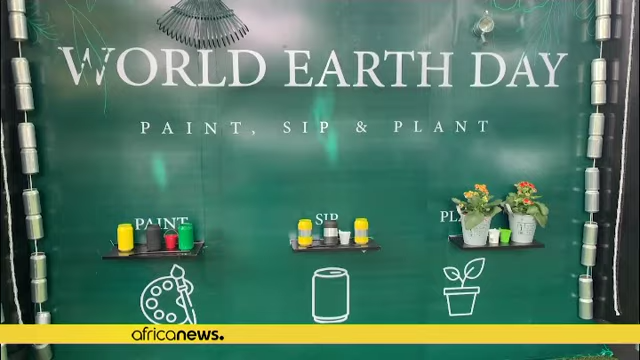 WORLD EARTH DAY
PAINT, SIP & PLANT
PAINT
SIP
africanews.